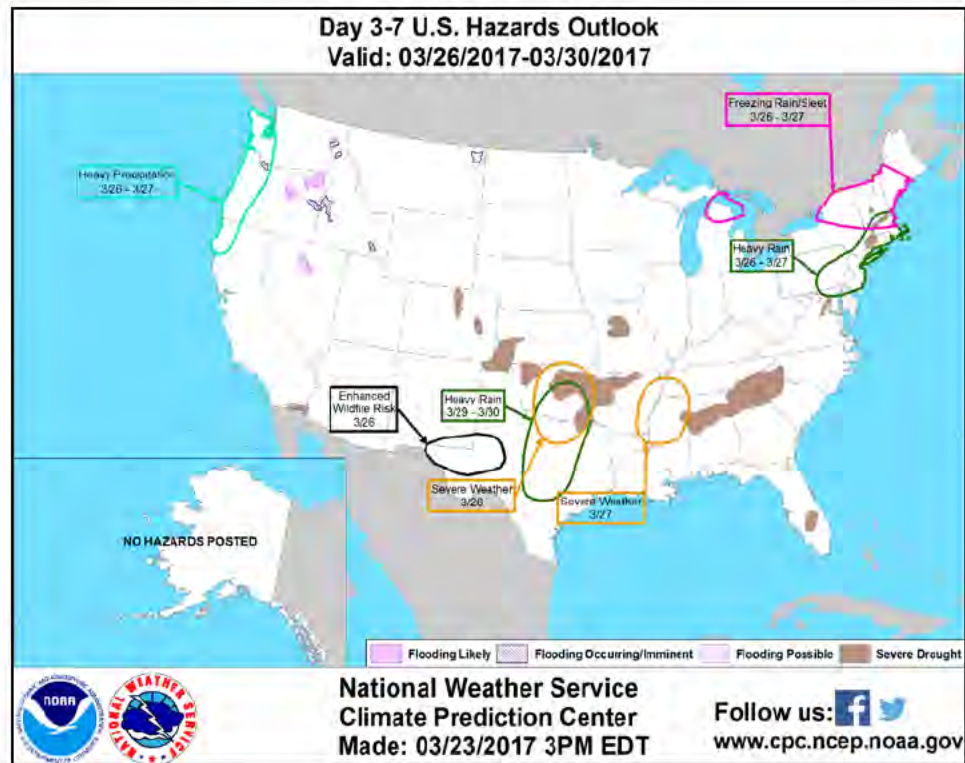 Day 3-7 U.S. Hazards Outlook
Valid: 03/26/2017-03/30/2017
Freezing Rain/Sleet
3/26 - 3/27
Heavy Precipitation
3/26 - 3/27
Heavy Rain
3/26 - 3/27
Enhanced
Wildfire Risk
3/26
Heavy Rain
3/29 - 3/30
Severe Weather
3/26
Severe Weather
3/27
NO HAZARDS POSTED
Flooding Likely
Flooding Occurring/Imminent
Flooding Possible
Severe Drought
noaa
NATIONAL WEATHER
SERVICE
National Weather Service
Climate Prediction Center
Made: 03/23/2017 3PM EDT
Follow us:
www.cpc.ncep.noaa.gov